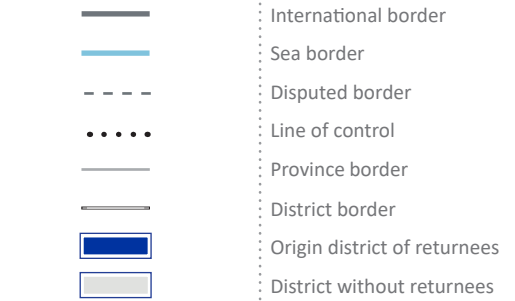 International border
Sea border
Disputed border
Line of control
Province border
District border
Origin district of returnees
District without returnees